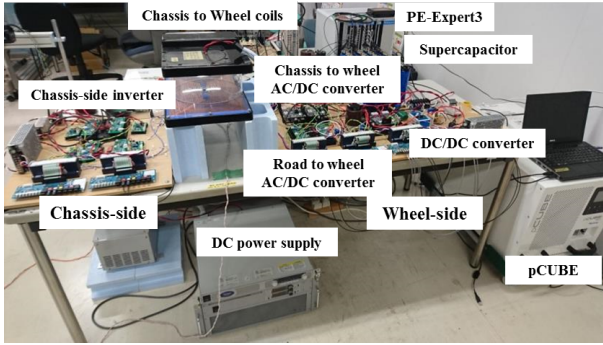 Chassis to Wheel coils
PE-Expert3
Supercapacitor
Chassis to wheel
AC/DC converter
Chassis-side inverter
DC/DC converter
Road to wheel
AC/DC converter
Chassis-side
Wheel-side
DC power supply
pCUBE